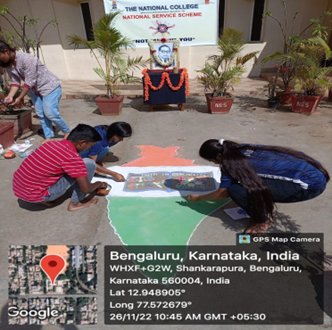 THE NATIONAL COLLEGE
NATIONAL SERVICE SCHEME
GPS Map Camera
Bengaluru, Karnataka, India
WHXF+G2W, Shankarapura, Bengaluru,
Karnataka 560004, India
Lat 12.948905°
Long 77.572679°
26/11/22 10:45 AM GMT +05:30
Google